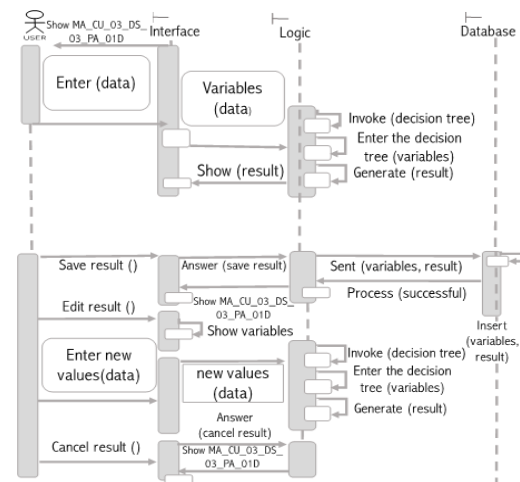 Show MA_CU_03_DS_
03_PA_01D
USER
Interface
Logic
Database
Enter (data)
Variables
(data)
Invoke (decision tree)
Enter the decision
tree (variables)
Show (result)
Generate (result)
Save result ()
Answer (save result)
Sent (variables, result)
Process (successful)
Edit result ()
Show MA_CU_03_DS_
03_PA_01D
Show variables
Insert
(variables,
result)
Enter new
values(data)
new values
(data)
Invoke (decision tree)
Enter the decision
tree (variables)
Generate (result)
Answer
(cancel result)
Cancel result ()
Show MA_CU_03_DS_
03_PA_01D